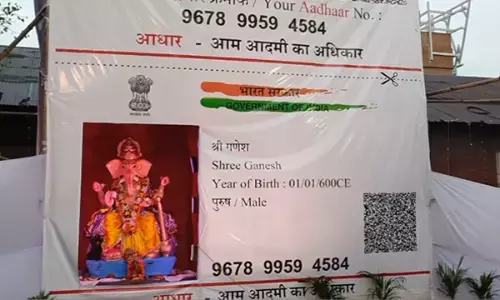 / Your Aadhaar No. :
9678 9959 4584
आधार - आम आदमी का अधिकार
भारत सरकार
GOVERNMENT OF INDIA
श्री गणेश
Shree Ganesh
Year of Birth : 01/01/600CE
पुरुष / Male
9678 9959 4584
आधार - आम आदमी का अधिकार